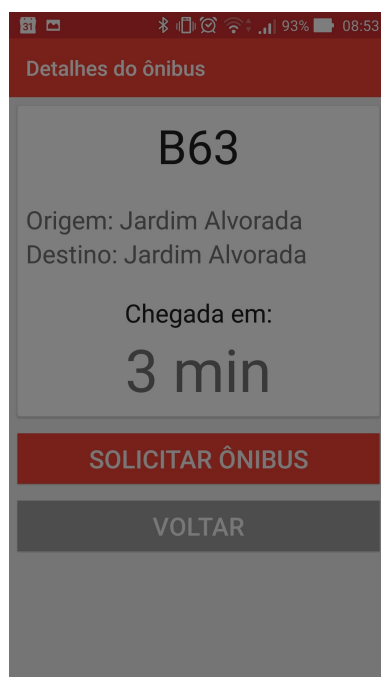 31 93% 08:53
Detalhes do ônibus
B63
Origem: Jardim Alvorada
Destino: Jardim Alvorada
Chegada em:
3 min
SOLICITAR ÔNIBUS
VOLTAR